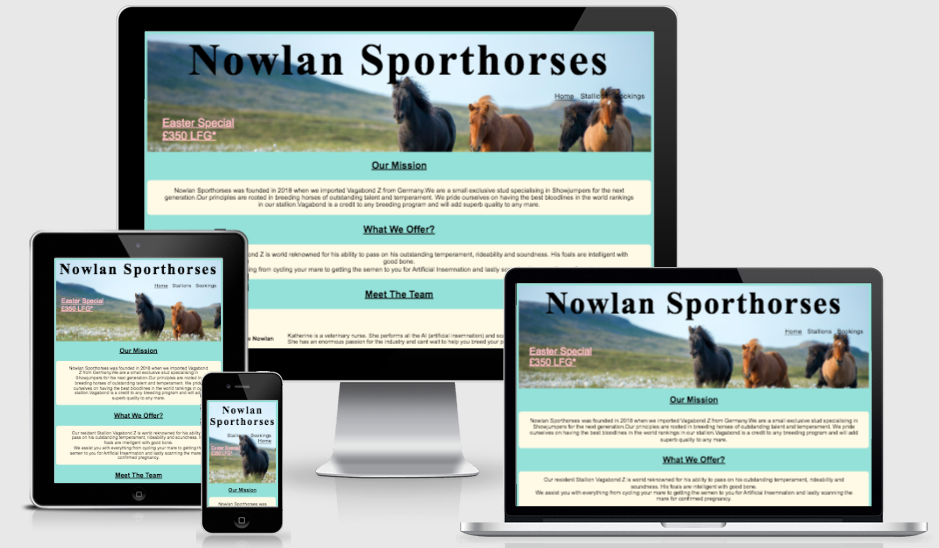 Nowlan Sporthorses
Home Stallions Bookings
Easter Special
£350 LFG*
Our Mission
Nowlan Sporthorses was founded in 2018 when we imported Vagabond Z from Germany.We are a small exclusive stud specialising in Showjumpers for the next
generation.Our principles are rooted in breeding horses of outstanding talent and temperament. We pride ourselves on having the best bloodlines in the world rankings
in our stallion.Vagabond is a credit to any breeding program and will add superb quality to any mare.
What We Offer?
nd Z is world reknowned for his ability to pass on his outstanding temperament, rideability and soundness. His foals are intelligent with
good bone.
ing from cycling your mare to getting the semen to you for Artificial Insemnation and lastly
Meet The Team
Nowlan
Katherine is a veterinary nurse. She performs all the AI (artificial insemination) and
She has an enormous passion for the industry and cant wait to help you breed your
Nowlan Sporthorses
Home Stallions Bookings
Easter Special
£350 LFG*
Our Mission
Nowlan Sporthorses was founded in 2018 when we imported Vagabond
Z from Germany.We are a small exclusive stud specialising in
Showjumpers for the next generation.Our principles are rooted in
breeding horses of outstanding talent and temperament. We pride
ourselves on having the best bloodlines in the world rankings in
stallion.Vagabond is a credit to any breeding program and will add
superb quality to any mare.
What We Offer?
Our resident Stallion Vagabond Z is world reknowned for his ability to
pass on his outstanding temperament, rideability and soundness.
foals are intelligent with good bone.
We assist you with everything from cycling your mare to getting the
semen to you for Artificial Insemnation and lastly scanning the mare
confirmed pregnancy.
Meet The Team
Nowlan
Sporthorses
Stallions Bookings
Home
Easter Special
£350 LFG*
Our Mission
Nowlan Sporthorses was
Nowlan Sporthorses
Home Stallions Bookings
Easter Special
£350 LFG*
Our Mission
Nowlan Sporthorses was founded in 2018 when we imported Vagabond Z from Germany.We are a small exclusive stud specialising in
Showjumpers for the next generation.Our principles are rooted in breeding horses of outstanding talent and temperament. We pride
ourselves on having the best bloodlines in the world rankings in our stallion.Vagabond is a credit to any breeding program and will add
superb quality to any mare.
What We Offer?
Our resident Stallion Vagabond Z is world reknowned for his ability to pass on his outstanding temperament, rideability and
soundness. His foals are intelligent with good bone.
We assist you with everything from cycling your mare to getting the semen to you for Artificial Insemnation and lastly scanning the
mare for confirmed pregnancy.